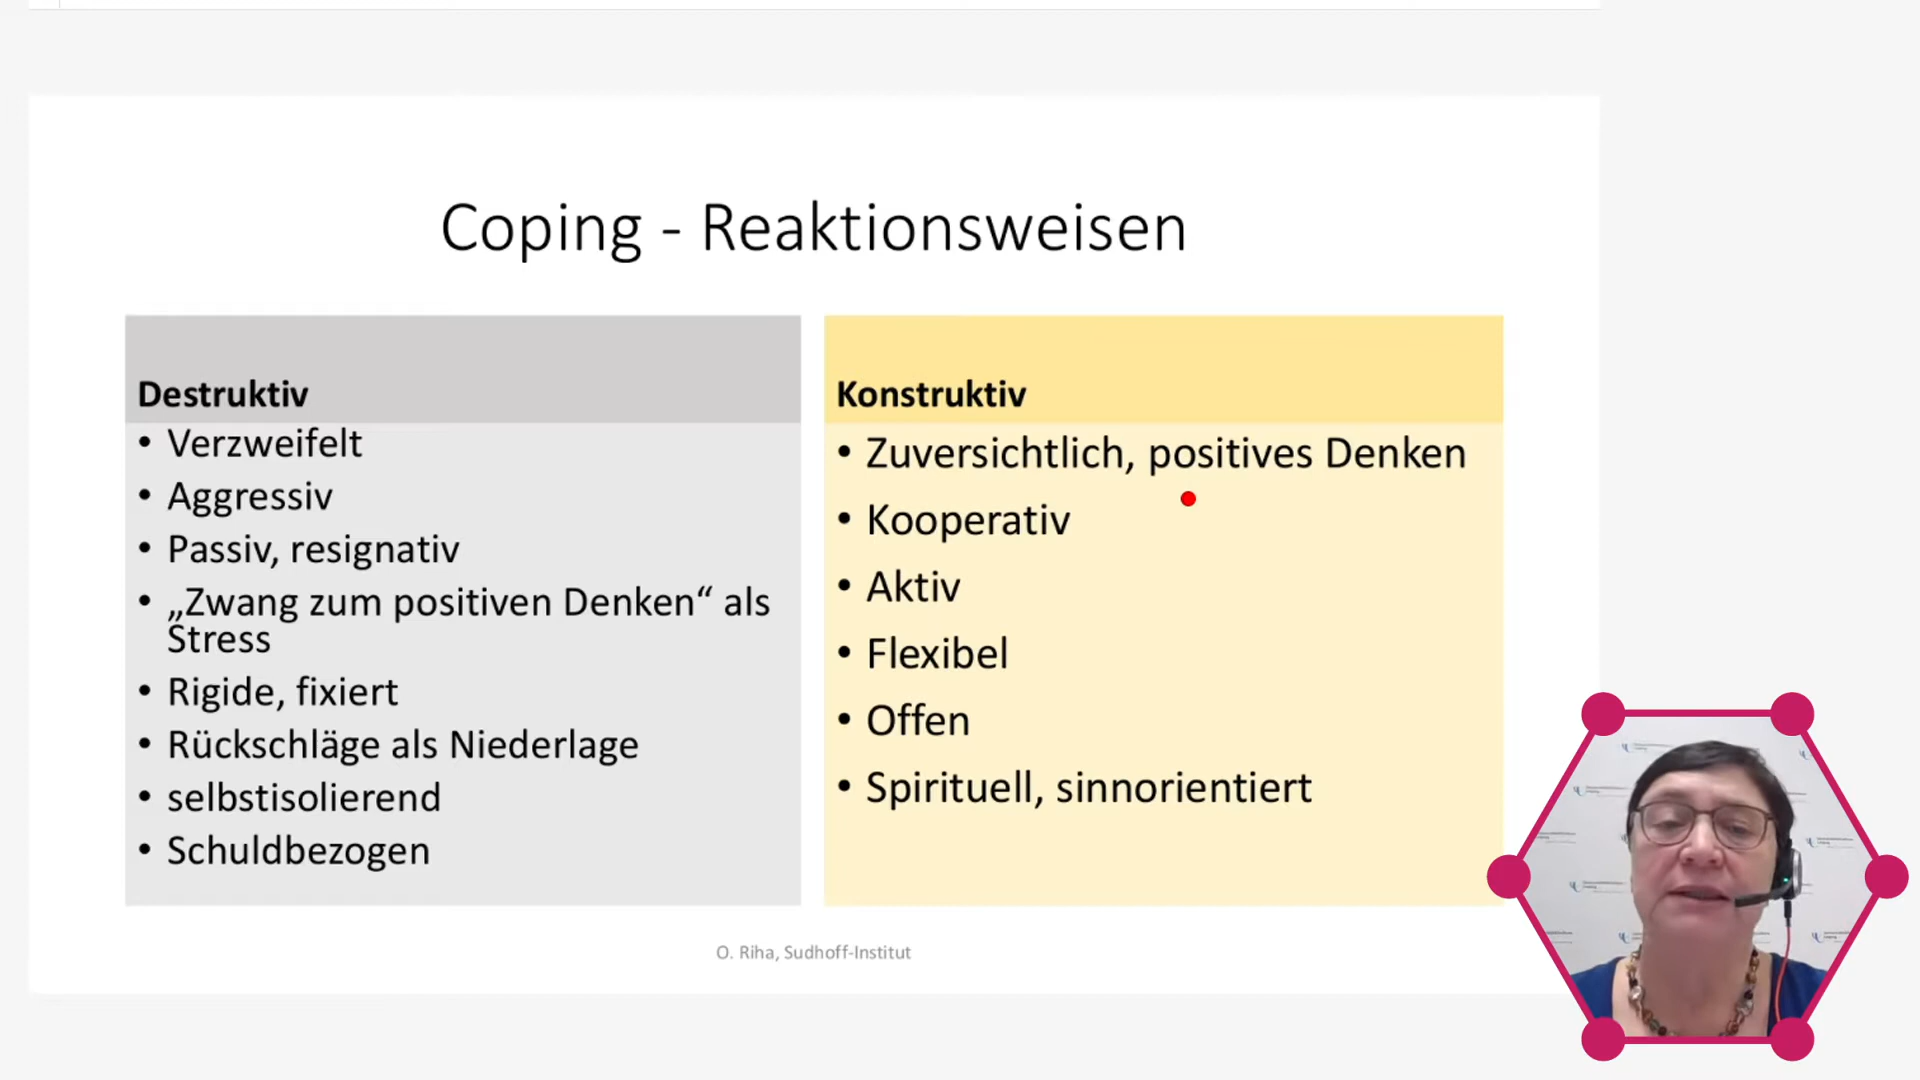 Coping - Reaktionsweisen
Destruktiv
• Verzweifelt
• Aggressiv
• Passiv, resignativ
• „Zwang zum positiven Denken“ als
Stress
• Rigide, fixiert
• Rückschläge als Niederlage
• selbstisolierend
• Schuldbezogen
Konstruktiv
• Zuversichtlich, positives Denken
• Kooperativ
• Aktiv
• Flexibel
• Offen
• Spirituell, sinnorientiert
O. Riha, Sudhoff-Institut